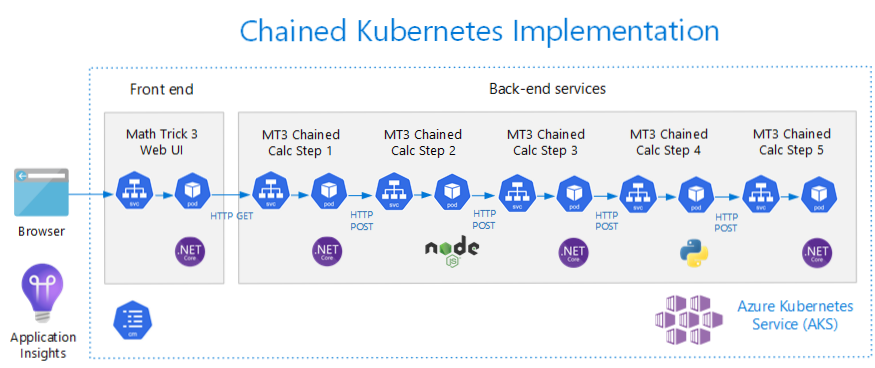 Chained Kubernetes Implementation
Front end
Back-end services
Math Trick 3
Web UI
MT3 Chained
Calc Step 1
MT3 Chained
Calc Step 2
MT3 Chained
Calc Step 3
MT3 Chained
Calc Step 4
MT3 Chained
Calc Step 5
svc
pod
svc
pod
svc
pod
svc
pod
svc
pod
svc
pod
HTTP GET
HTTP
POST
HTTP
POST
HTTP
POST
HTTP
POST
Browser
.NET
Core
.NET
Core
node
JS
.NET
Core
.NET
Core
Application
Insights
cm
Azure Kubernetes
Service (AKS)